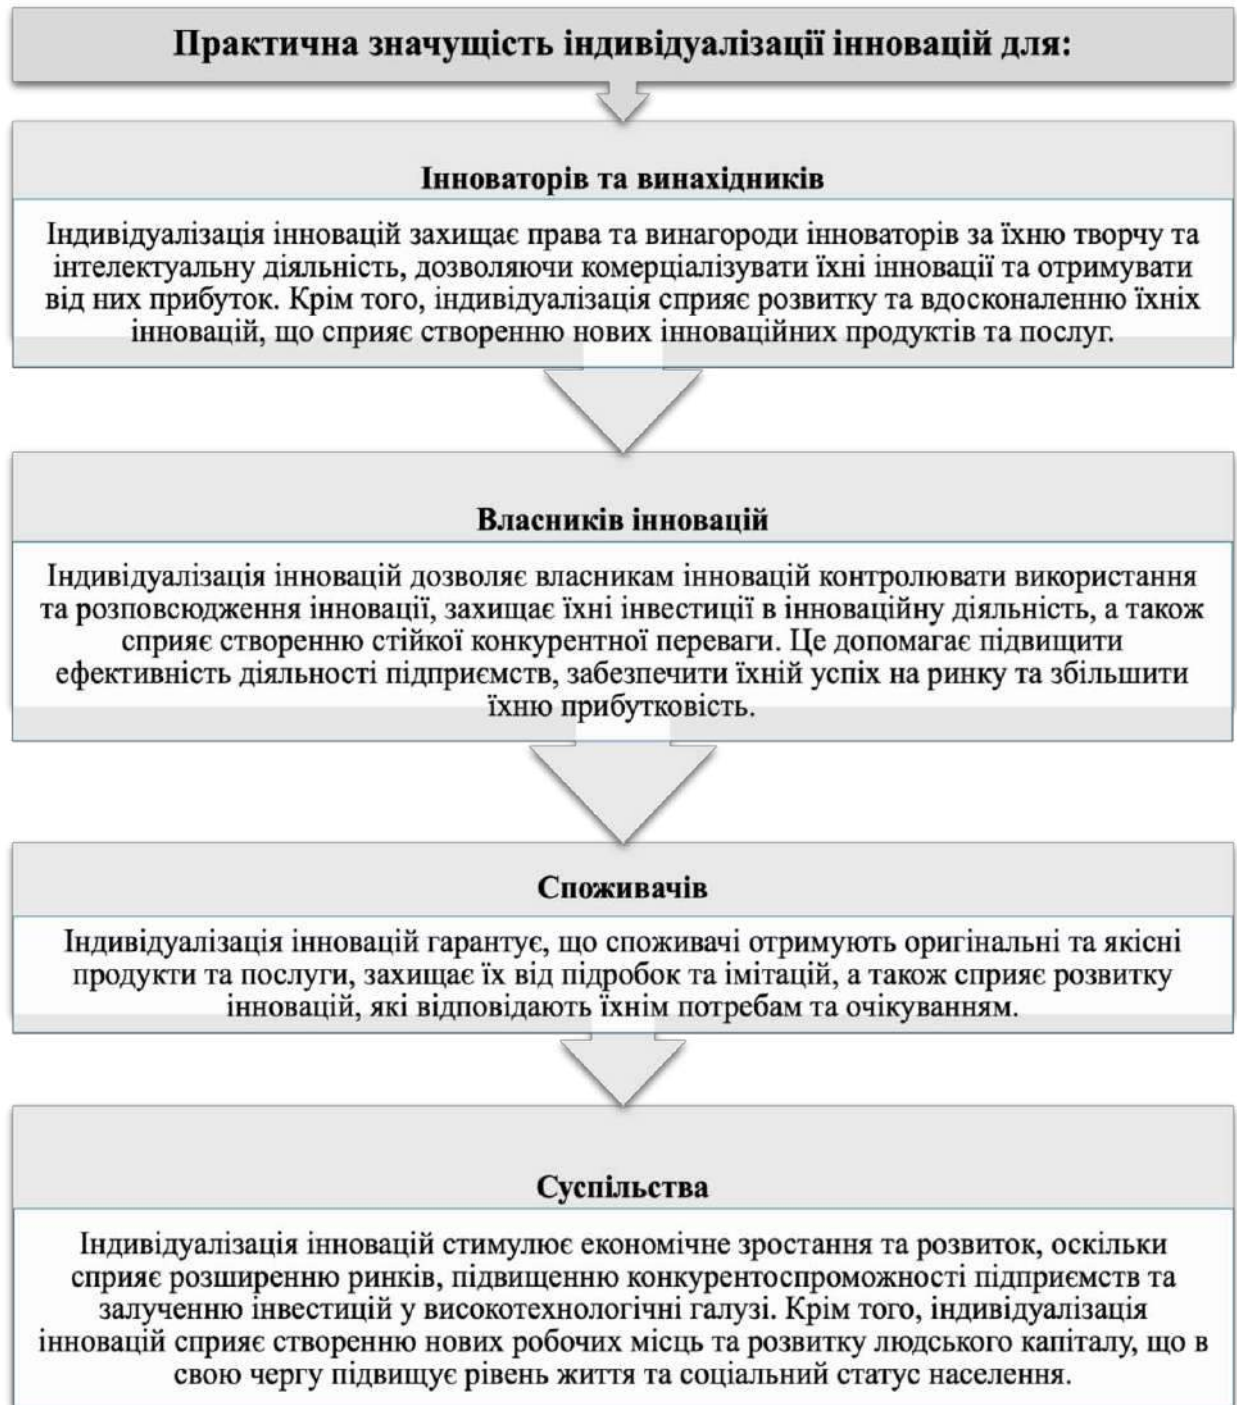 Практична значущість індивідуалізації інновацій для:
Інноваторів та винахідників
Індивідуалізація інновацій захищає права та винагороди інноваторів за їхню творчу та
інтелектуальну діяльність, дозволяючи комерціалізувати їхні інновації та отримувати
від них прибуток. Крім того, індивідуалізація сприяє розвитку та вдосконаленню їхніх
інновацій, що сприяє створенню нових інноваційних продуктів та послуг.
Власників інновацій
Індивідуалізація інновацій дозволяє власникам інновацій контролювати використання
та розповсюдження інновації, захищає їхні інвестиції в інноваційну діяльність, а також
сприяє створенню стійкої конкурентної переваги. Це допомагає підвищити
ефективність діяльності підприємств, забезпечити їхній успіх на ринку та збільшити
їхню прибутковість.
Споживачів
Індивідуалізація інновацій гарантує, що споживачі отримують оригінальні та якісні
продукти та послуги, захищає їх від підробок та імітацій, а також сприяє розвитку
інновацій, які відповідають їхнім потребам та очікуванням.
Суспільства
Індивідуалізація інновацій стимулює економічне зростання та розвиток, оскільки
сприяє розширенню ринків, підвищенню конкурентоспроможності підприємств та
залученню інвестицій у високотехнологічні галузі. Крім того, індивідуалізація
інновацій сприяє створенню нових робочих місць та розвитку людського капіталу, що в
свою чергу підвищує рівень життя та соціальний статус населення.